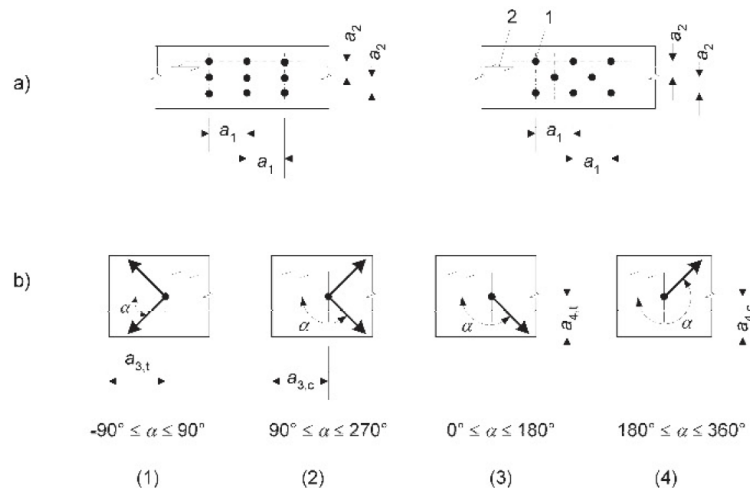 a)
a2
a2
a1
a1
2
1
a2
a2
a1
a1
b)
α
a3,t
-90° ≤ α ≤ 90°
(1)
α
a3,c
90° ≤ α ≤ 270°
(2)
α
a4,t
0° ≤ α ≤ 180°
(3)
α
a4,c
180° ≤ α ≤ 360°
(4)